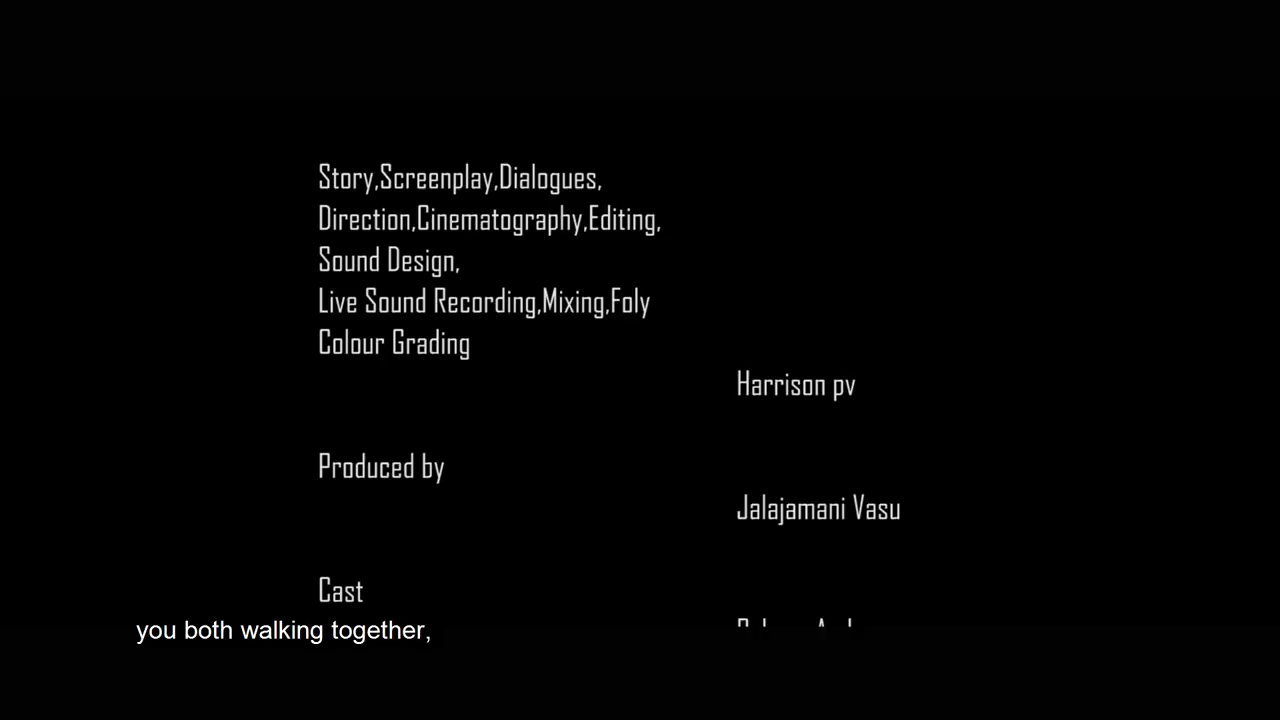 Story,Screenplay,Dialogues,
Direction,Cinematography,Editing,
Sound Design,
Live Sound Recording,Mixing,Foly
Colour Grading
Harrison pv
Produced by
Jalajamani Vasu
Cast
you both walking together,